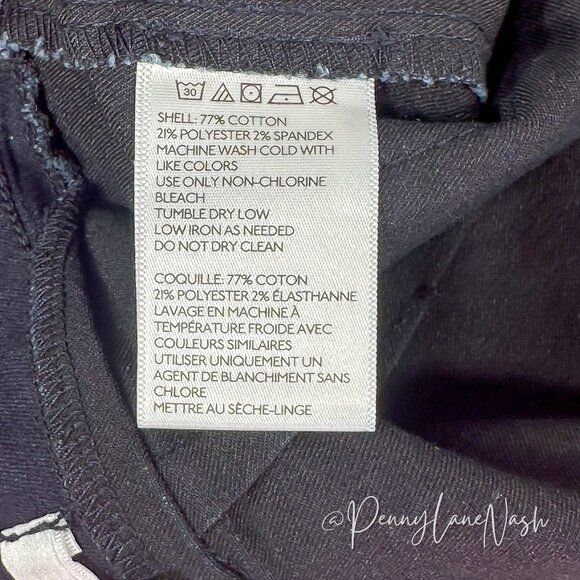 30
SHELL: 77% COTTON
21% POLYESTER 2% SPANDEX
MACHINE WASH COLD WITH
LIKE COLORS
USE ONLY NON-CHLORINE
BLEACH
TUMBLE DRY LOW
LOW IRON AS NEEDED
DO NOT DRY CLEAN
COQUILLE: 77% COTON
21% POLYESTER 2% ÉLASTHANNE
LAVAGE EN MACHINE À
TEMPÉRATURE FROIDE AVEC
COULEURS SIMILAIRES
UTILISER UNIQUEMENT UN
AGENT DE BLANCHIMENT SANS
CHLORE
METTRE AU SÈCHE-LINGE
@PennyLaneNash